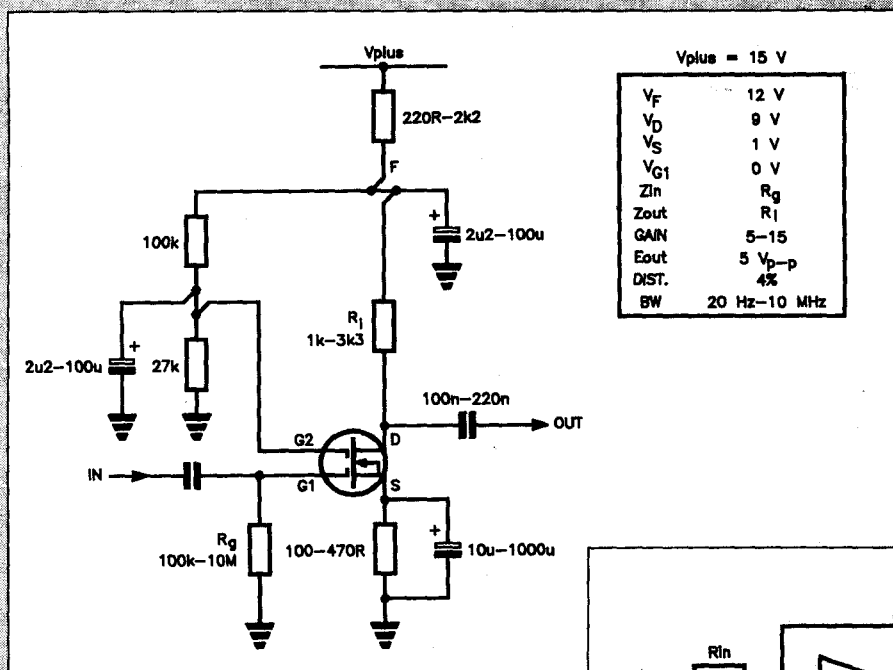 Vplus
220R-2k2
F
+
2u2-100u
100k
Rl
1k-3k3
+
2u2-100u
27k
100n-220n
OUT
G2
D
IN
G1
S
Rg
100k-10M
100-470R
+
10u-1000u
Vplus = 15 V
VF 12 V
VD 9 V
VS 1 V
VG1 0 V
Zin Rg
Zout Rl
GAIN 5-15
Eout 5 Vp-p
DIST. 4%
BW 20 Hz-10 MHz
Rin